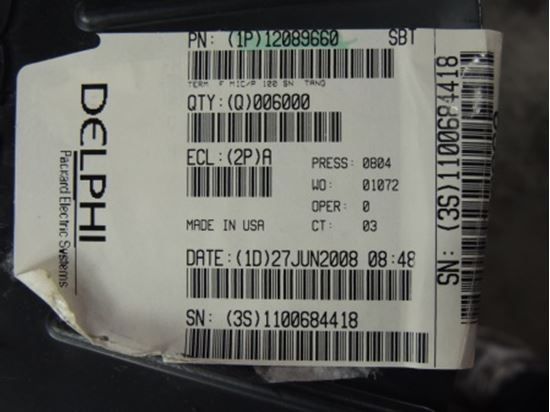 PN: (1P)12089660 SBT
TERM F MIC/P 100 SN TANG
QTY:(Q)006000
ECL:(2P)A
PRESS: 0804
WO: 01072
OPER: 0
MADE IN USA
CT: 03
DATE:(1D)27JUN2008 08:48
SN: (3S)1100684418
DELPHI
Packard Electric Systems
SN: (3S)1100684418